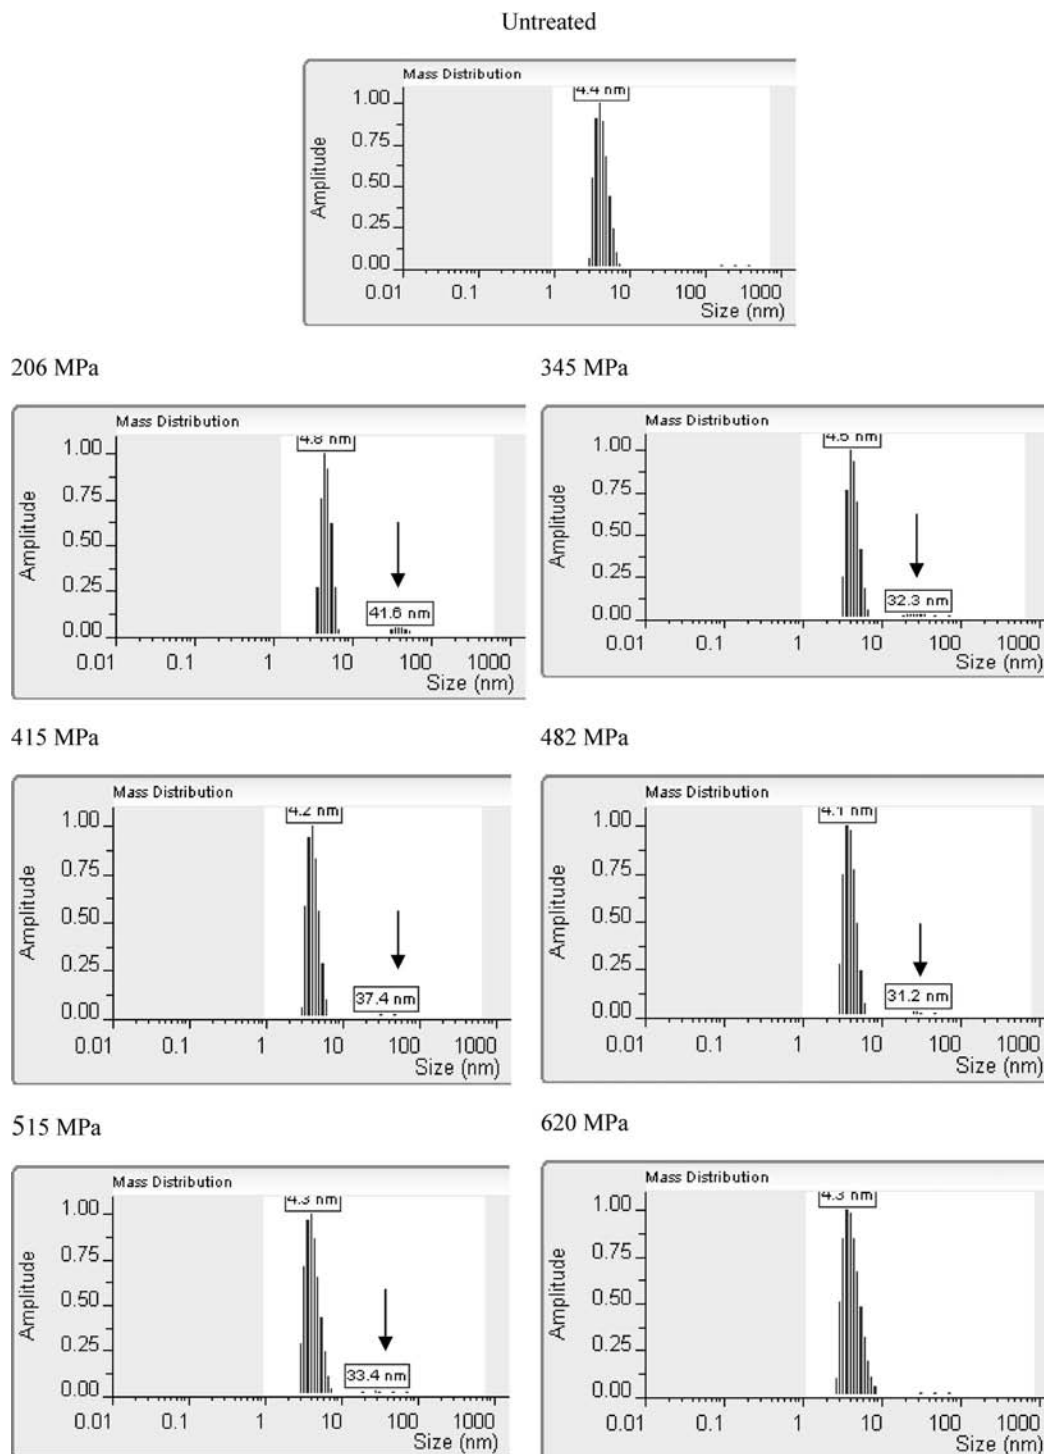 Untreated
Mass Distribution
4.4 nm
1.00
0.75
0.50
0.25
0.00
Amplitude
0.01 0.1 1 10 100 1000
Size (nm)
206 MPa
Mass Distribution
4.8 nm
1.00
0.75
0.50
0.25
0.00
Amplitude
41.6 nm
0.01 0.1 1 10 100 1000
Size (nm)
345 MPa
Mass Distribution
1.00
0.75
0.50
0.25
0.00
Amplitude
32.3 nm
0.01 0.1 1 10 100 1000
Size (nm)
415 MPa
Mass Distribution
4.2 nm
1.00
0.75
0.50
0.25
0.00
Amplitude
37.4 nm
0.01 0.1 1 10 100 1000
Size (nm)
482 MPa
Mass Distribution
4.1 nm
1.00
0.75
0.50
0.25
0.00
Amplitude
31.2 nm
0.01 0.1 1 10 100 1000
Size (nm)
515 MPa
Mass Distribution
4.3 nm
1.00
0.75
0.50
0.25
0.00
Amplitude
33.4 nm
0.01 0.1 1 10 100 1000
Size (nm)
620 MPa
Mass Distribution
4.3 nm
1.00
0.75
0.50
0.25
0.00
Amplitude
0.01 0.1 1 10 100 1000
Size (nm)